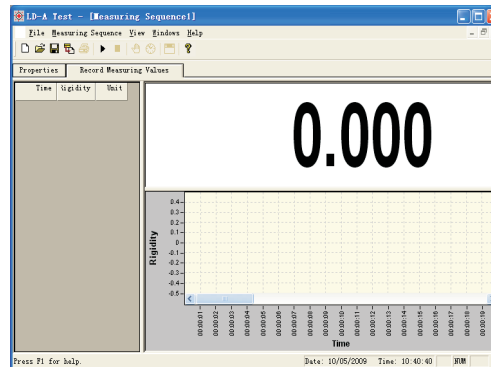 LD-A Test - [Measuring Sequence1]
File Measuring Sequence View Windows Help
Properties Record Measuring Values
Time Rigidity Unit
0.000
Rigidity
0.4
0.3
0.2
0.1
0
-0.1
-0.2
-0.3
-0.4
-0.5
00:00:01 00:00:03 00:00:04 00:00:05 00:00:06 00:00:07 00:00:08 00:00:09 00:00:10 00:00:11 00:00:12 00:00:13 00:00:14 00:00:15 00:00:16 00:00:17 00:00:18 00:00:19
Time
Press F1 for help. Date: 10/05/2009 Time: 10:40:40 NUM